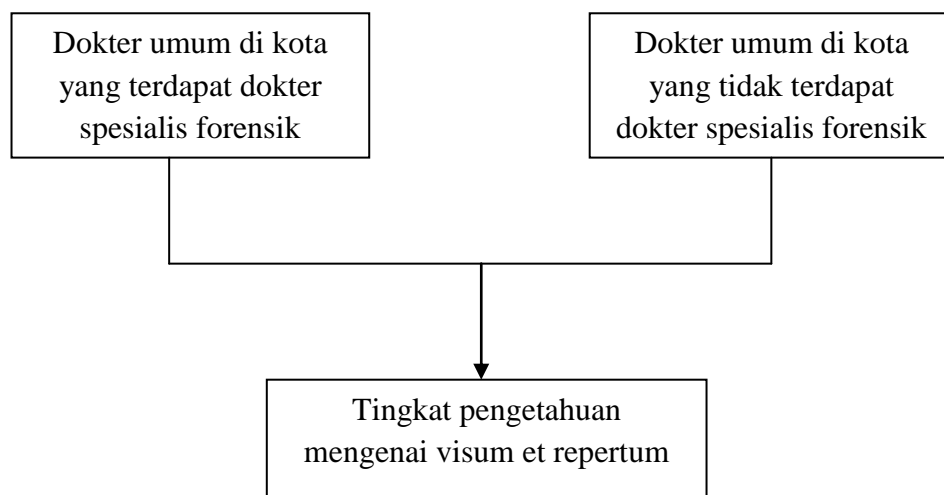 Dokter umum di kota
yang terdapat dokter
spesialis forensik
Dokter umum di kota
yang tidak terdapat
dokter spesialis forensik
Tingkat pengetahuan
mengenai visum et repertum